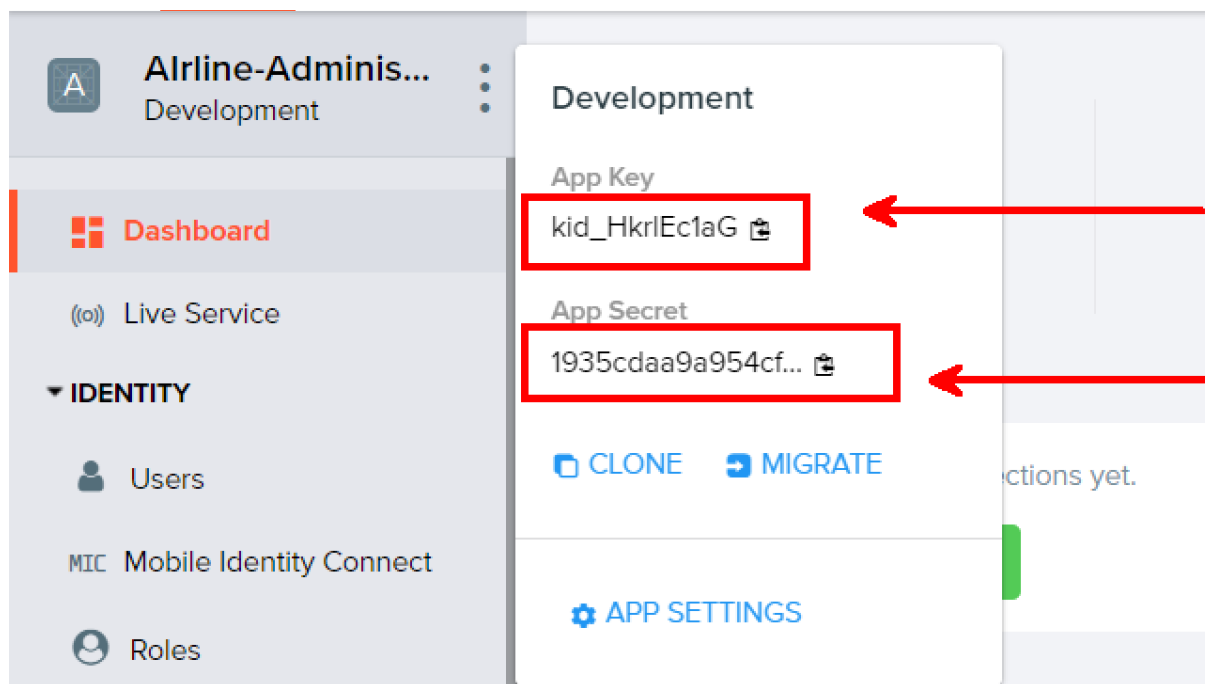 A
AIrline-Adminis...
Development
Dashboard
((o)) Live Service
IDENTITY
Users
MIC Mobile Identity Connect
Roles
Development
App Key
kid_HkrlEc1aG
App Secret
1935cdaa9a954cf...
CLONE MIGRATE
APP SETTINGS
ctions yet.